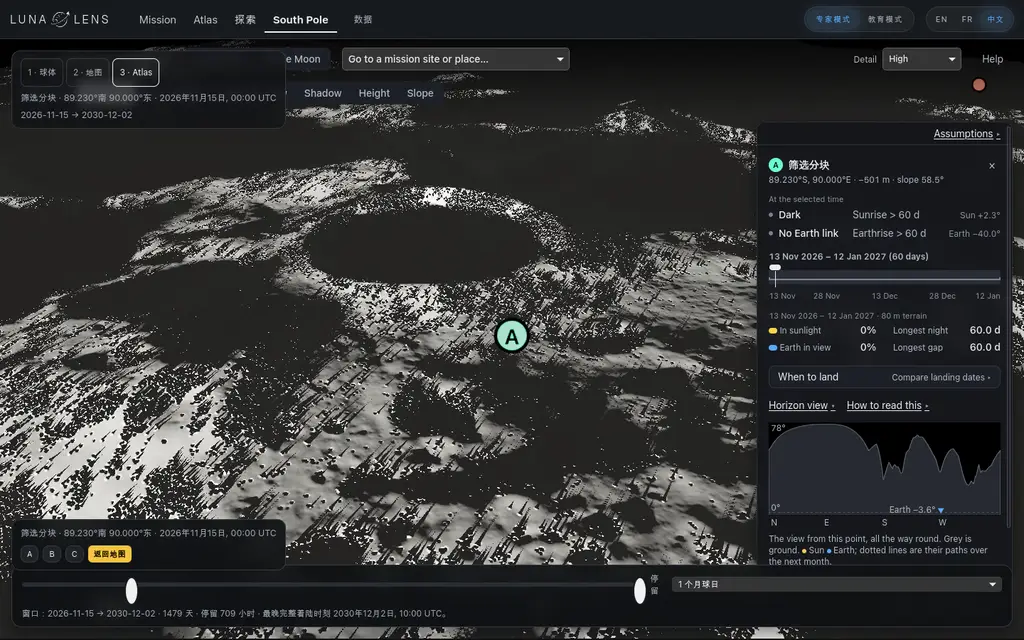 LUNA LENS
Mission Atlas 探索 South Pole 数据
专家模式 教育模式 EN FR 中文
1 · 球体 2 · 地图 3 · Atlas
筛选分块 · 89.230°南 90.000°东 · 2026年11月15日, 00:00 UTC
2026-11-15 → 2030-12-02
e Moon Go to a mission site or place... Detail High Help
Shadow Height Slope
Assumptions
A 筛选分块 ×
89.230°S, 90.000°E · −501 m · slope 58.5°
At the selected time
Dark Sunrise > 60 d Sun +2.3°
No Earth link Earthrise > 60 d Earth −40.0°
13 Nov 2026 – 12 Jan 2027 (60 days)
13 Nov 28 Nov 13 Dec 28 Dec 12 Jan
13 Nov 2026 – 12 Jan 2027 · 80 m terrain
In sunlight 0% Longest night 60.0 d
Earth in view 0% Longest gap 60.0 d
When to land Compare landing dates
Horizon view How to read this
78°
0° Earth −3.6°
N E S W
The view from this point, all the way round. Grey is
ground. Sun Earth; dotted lines are their paths over
the next month.
A
筛选分块 · 89.230°南 90.000°东 · 2026年11月15日, 00:00 UTC
A B C 返回地图
停留 1 个月球日
窗口：2026-11-15 → 2030-12-02 · 1479 天 · 停留 709 小时 · 最晚完整着陆时刻 2030年12月2日, 10:00 UTC。